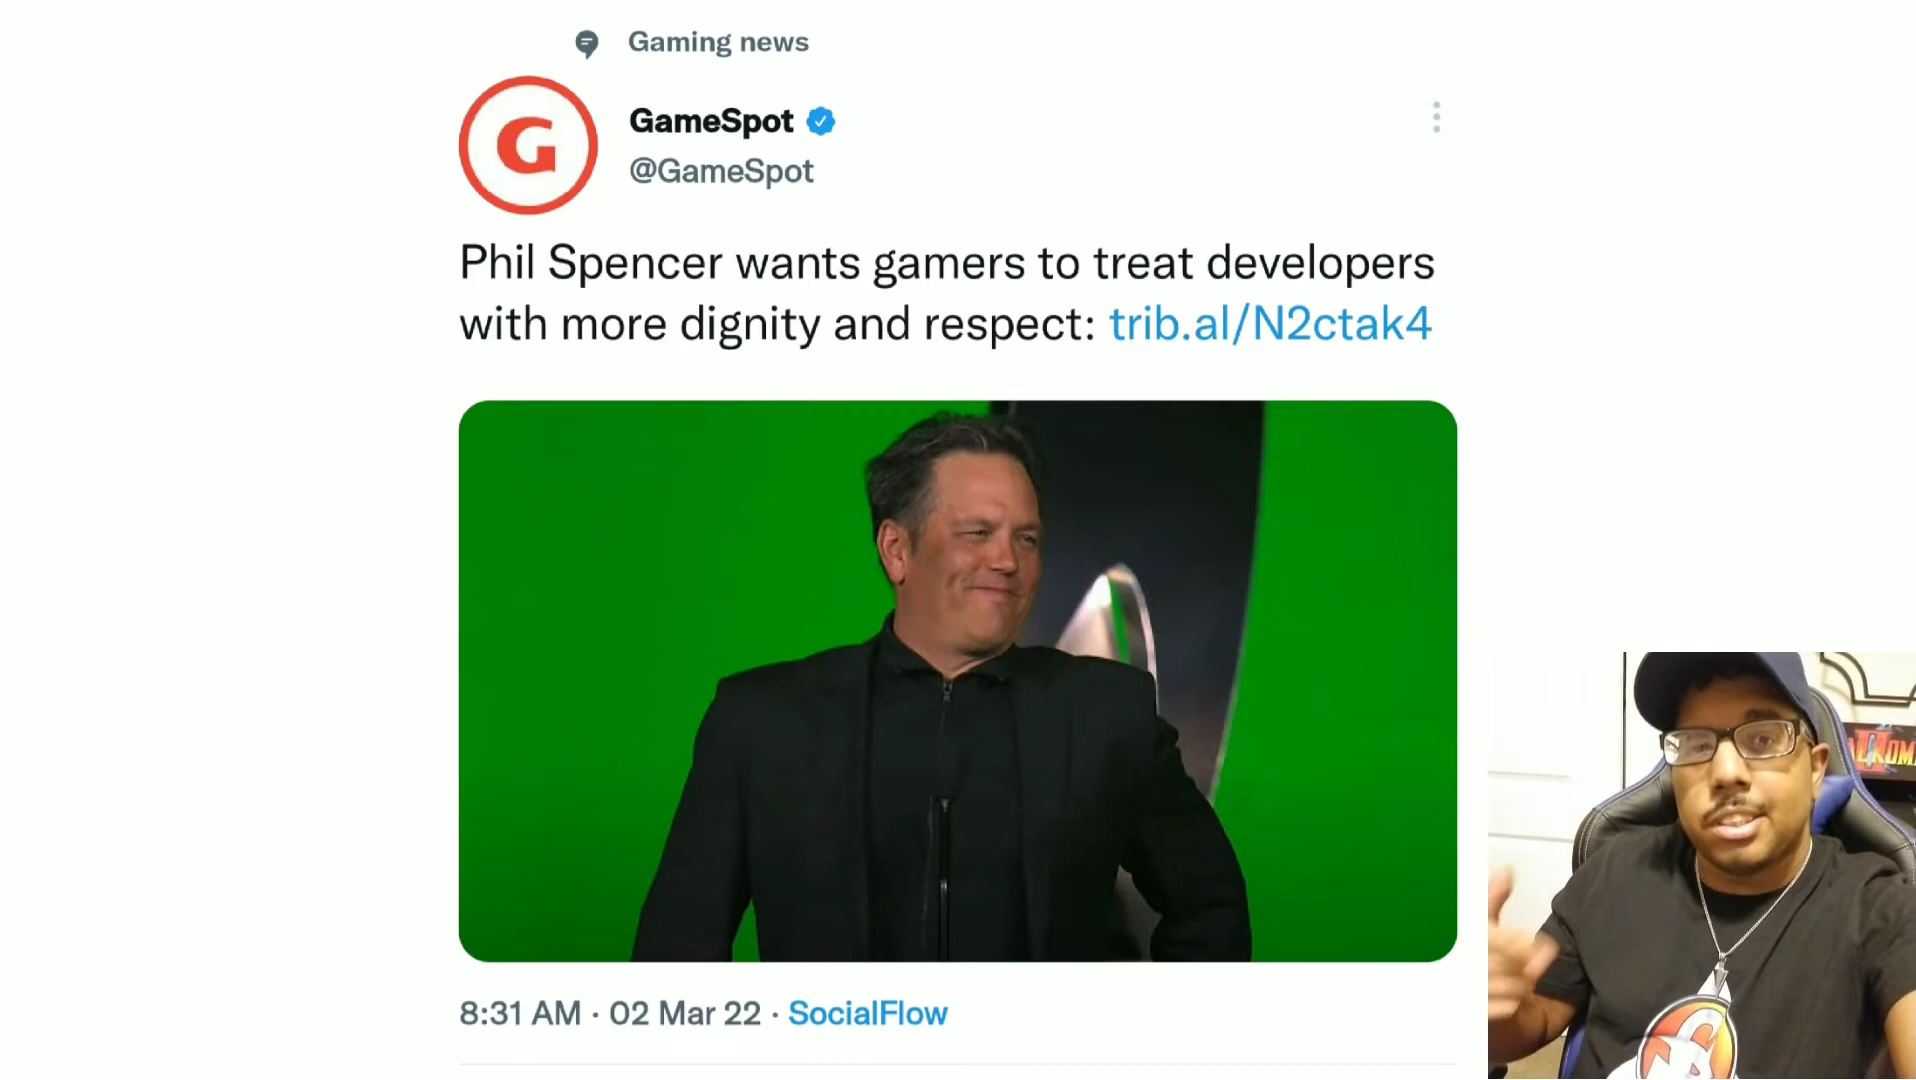 Gaming news
G
GameSpot
@GameSpot
Phil Spencer wants gamers to treat developers
with more dignity and respect: trib.al/N2ctak4
8:31 AM · 02 Mar 22 · SocialFlow